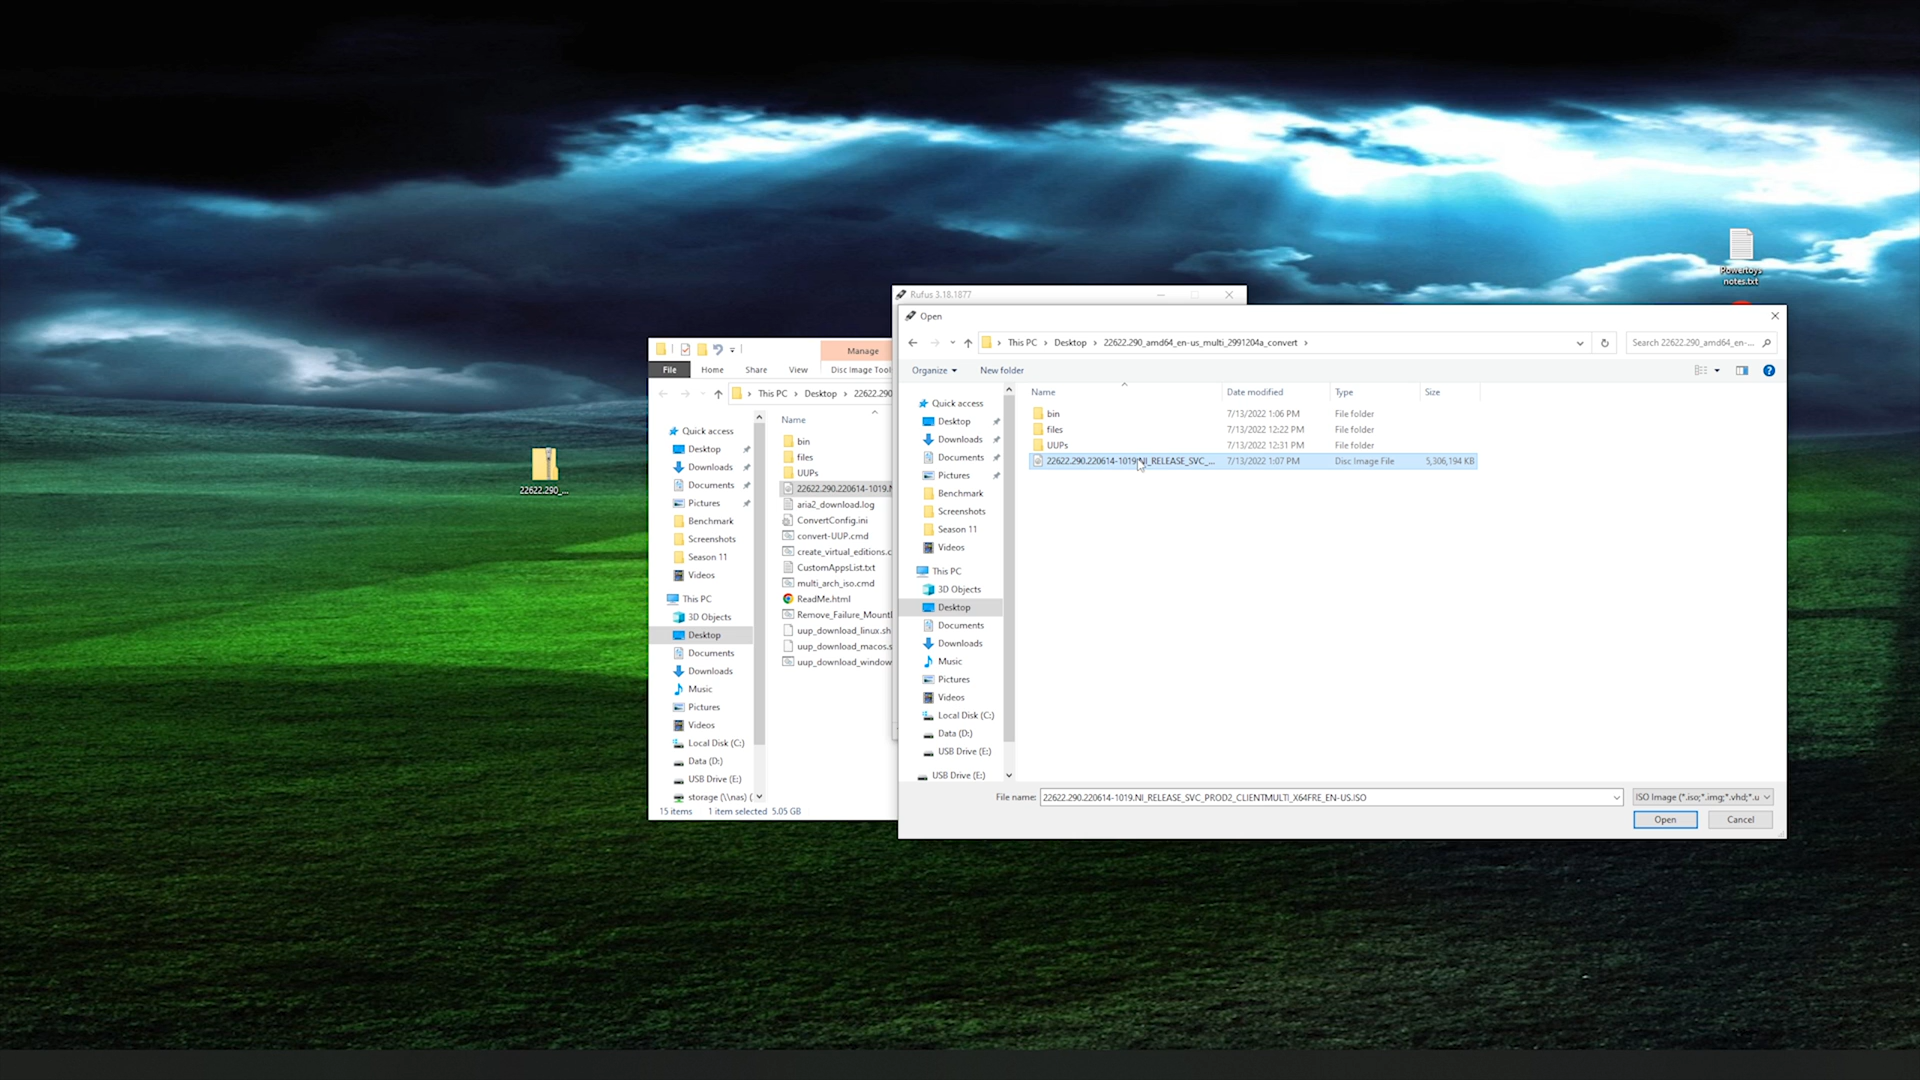 Powertoys
notes.txt
22622.290_...
Rufus 3.18.1877
Manage
File
Home
Share
View
Disc Image Tool
This PC
Desktop
22622.290
Name
Quick access
Desktop
Downloads
Documents
Pictures
Benchmark
Screenshots
Season 11
Videos
This PC
3D Objects
Desktop
Documents
Downloads
Music
Pictures
Videos
Local Disk (C:)
Data (D:)
USB Drive (E:)
storage (\\nas) (
bin
files
UUPs
22622.290.220614-1019.N
aria2_download.log
ConvertConfig.ini
convert-UUP.cmd
create_virtual_editions.c
CustomAppsList.txt
multi_arch_iso.cmd
ReadMe.html
Remove_Failure_Mount
uup_download_linux.sh
uup_download_macos.s
uup_download_window
15 items 1 item selected 5.05 GB
Open
This PC
Desktop
22622.290_amd64_en-us_multi_2991204a_convert
Search 22622.290_amd64_en-...
Organize
New folder
Quick access
Desktop
Downloads
Documents
Pictures
Benchmark
Screenshots
Season 11
Videos
This PC
3D Objects
Desktop
Documents
Downloads
Music
Pictures
Videos
Local Disk (C:)
Data (D:)
USB Drive (E:)
USB Drive (E:)
Name Date modified Type Size
bin 7/13/2022 1:06 PM File folder
files 7/13/2022 12:22 PM File folder
UUPs 7/13/2022 12:31 PM File folder
22622.290.220614-1019.NI_RELEASE_SVC_... 7/13/2022 1:07 PM Disc Image File 5,306,194 KB
File name: 22622.290.220614-1019.NI_RELEASE_SVC_PROD2_CLIENTMULTI_X64FRE_EN-US.ISO
ISO Image (*.iso;*.img;*.vhd;*.u
Open
Cancel